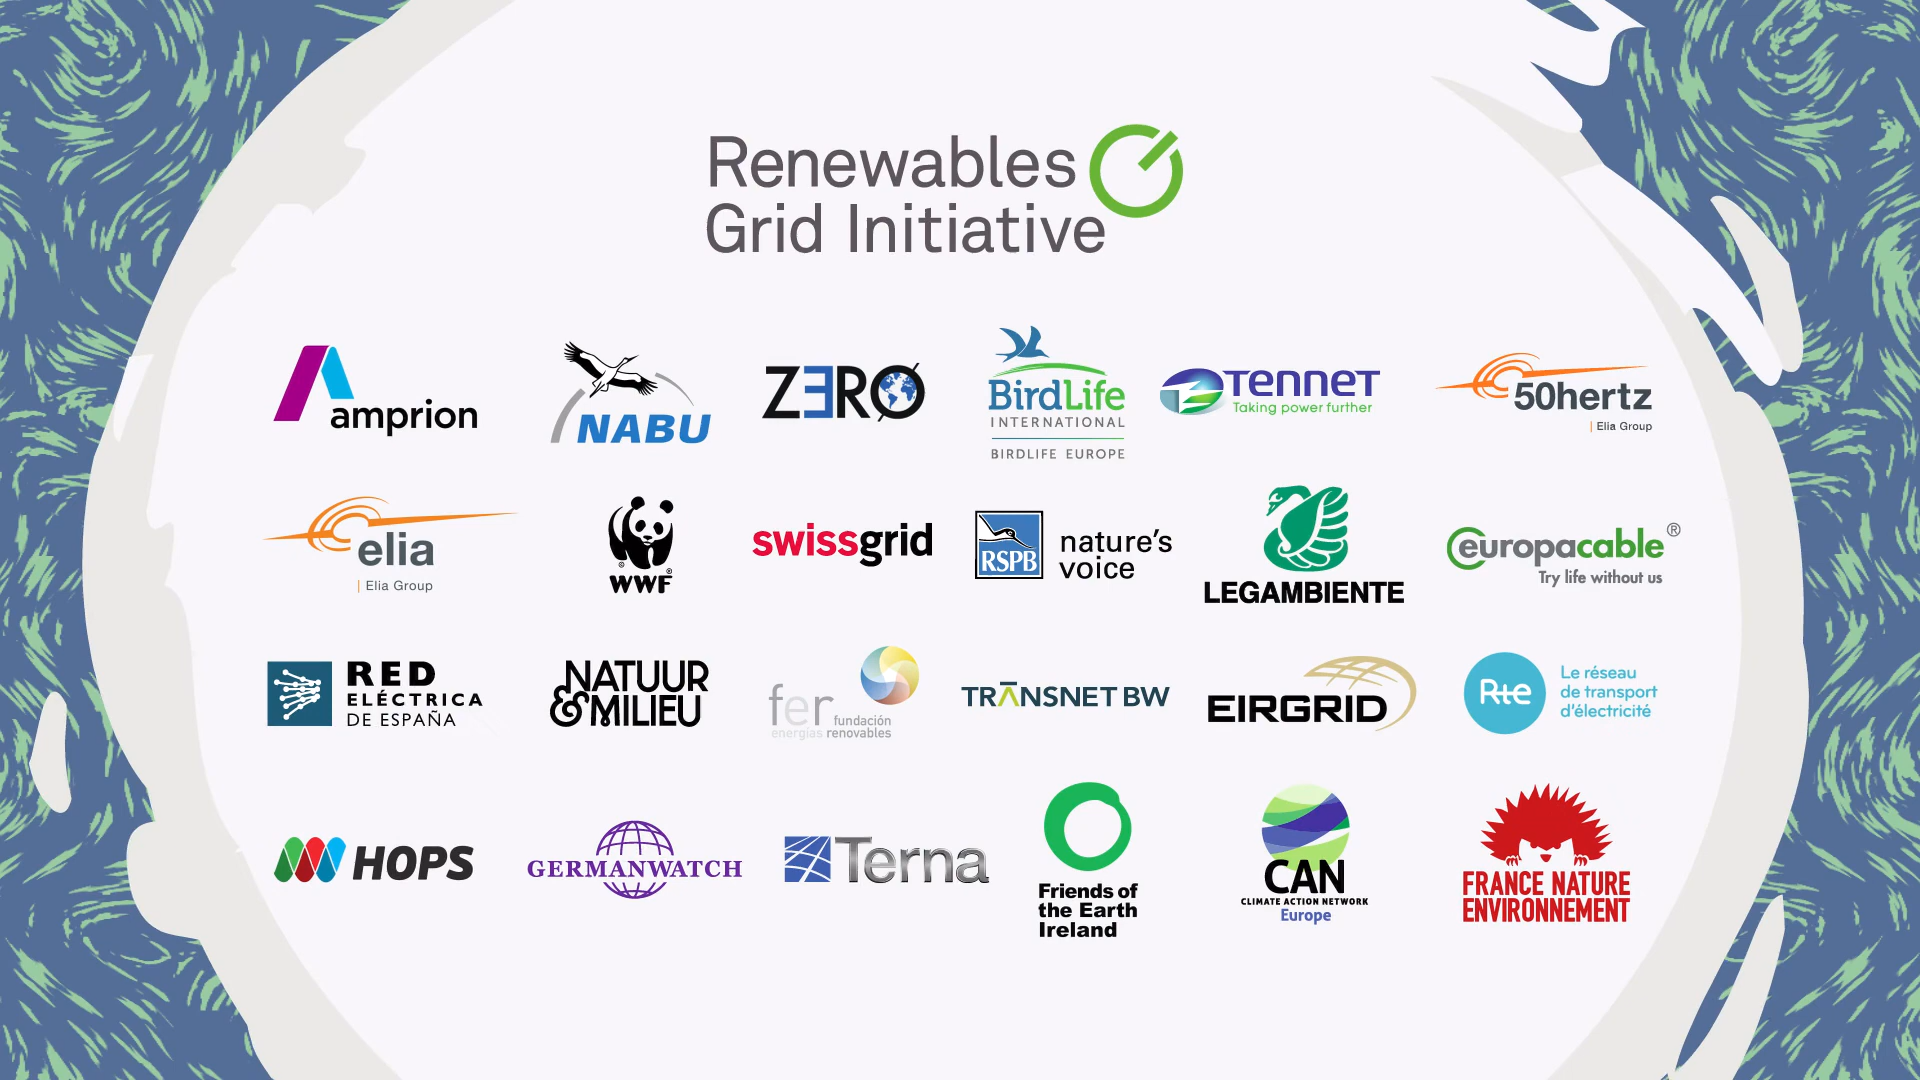 Renewables
Grid Initiative
amprion
NABU
ZERO
BirdLife
INTERNATIONAL
BIRDLIFE EUROPE
TENNET
Taking power further
50hertz
| Elia Group
elia
| Elia Group
© ®
WWF
swissgrid
RSPB
nature's
voice
LEGAMBIENTE
europacable®
Try life without us
RED
ELÉCTRICA
DE ESPAÑA
NATUUR
&MILIEU
fer
fundación
energías renovables
TRANSNET BW
EIRGRID
Rte
Le réseau
de transport
d'électricité
HOPS
GERMANWATCH
Terna
Friends of
the Earth
Ireland
CAN
CLIMATE ACTION NETWORK
Europe
FRANCE NATURE
ENVIRONNEMENT